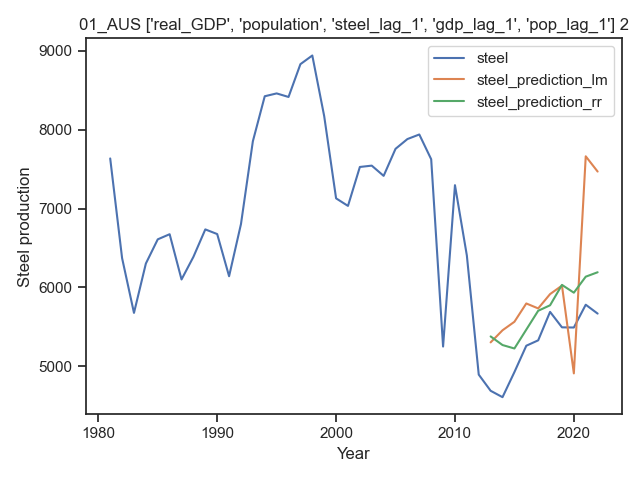 01_AUS ['real_GDP', 'population', 'steel_lag_1', 'gdp_lag_1', 'pop_lag_1'] 2
steel
steel_prediction_lm
steel_prediction_rr
9000
8000
7000
6000
5000
Steel production
1980
1990
2000
2010
2020
Year